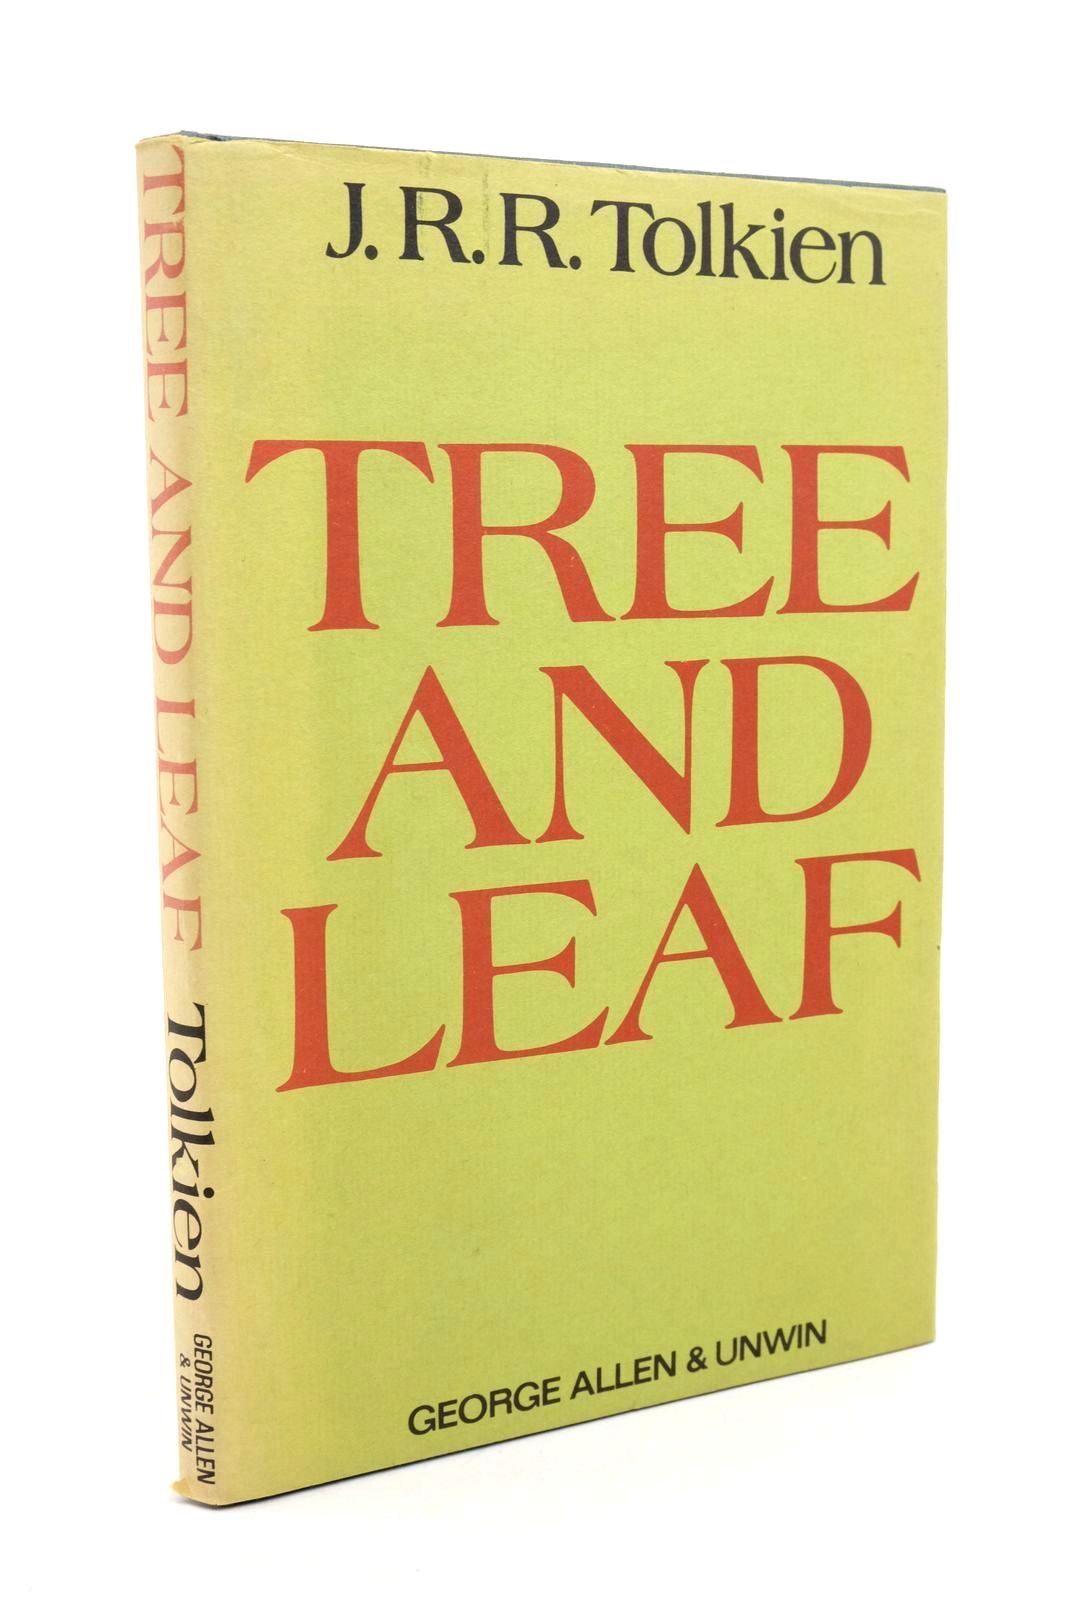 J. R. R. Tolkien
TREE
AND
LEAF
GEORGE ALLEN & UNWIN
TREE AND LEAF Tolkien GEORGE ALLEN
& UNWIN